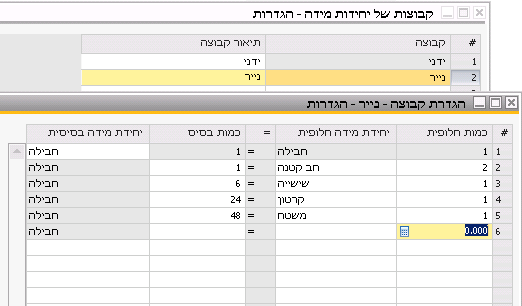 קבוצות של יחידות מידה - הגדרות
# קבוצה תיאור קבוצה
1 ידני ידני
2 נייר נייר
הגדרת קבוצה - נייר - הגדרות
# כמות חלופית יחידת מידה חלופית = כמות בסיס יחידת מידה בסיסית
1 1 חבילה = 1 חבילה
2 2 חב קטנה = 1 חבילה
3 1 שישייה = 6 חבילה
4 1 קרטון = 24 חבילה
5 1 משטח = 48 חבילה
6 0.000 = חבילה